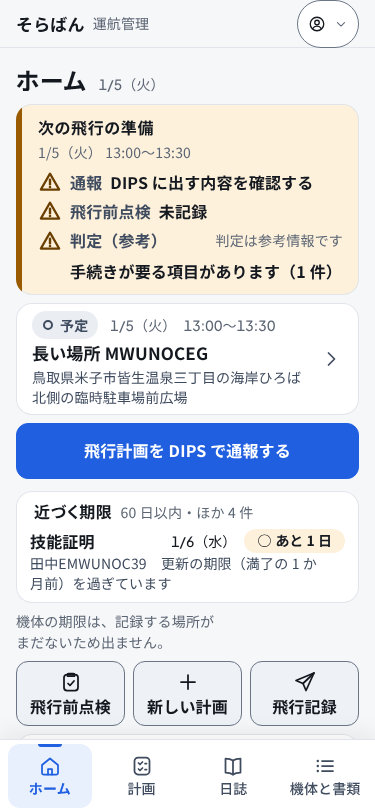 そらばん 運航管理
ホーム 1/5（火）
次の飛行の準備
1/5（火） 13:00〜13:30
通報 DIPS に出す内容を確認する
飛行前点検 未記録
判定（参考） 判定は参考情報です
手続きが要る項目があります（1 件）
予定 1/5（火） 13:00〜13:30
長い場所 MWUNOCEG
鳥取県米子市皆生温泉三丁目の海岸ひろば
北側の臨時駐車場前広場
飛行計画を DIPS で通報する
近づく期限 60 日以内・ほか 4 件
技能証明 1/6（水） あと 1 日
田中EMWUNOC39 更新の期限（満了の 1 か
月前）を過ぎています
機体の期限は、記録する場所が
まだないため出ません。
飛行前点検 新しい計画 飛行記録
ホーム 計画 日誌 機体と書類